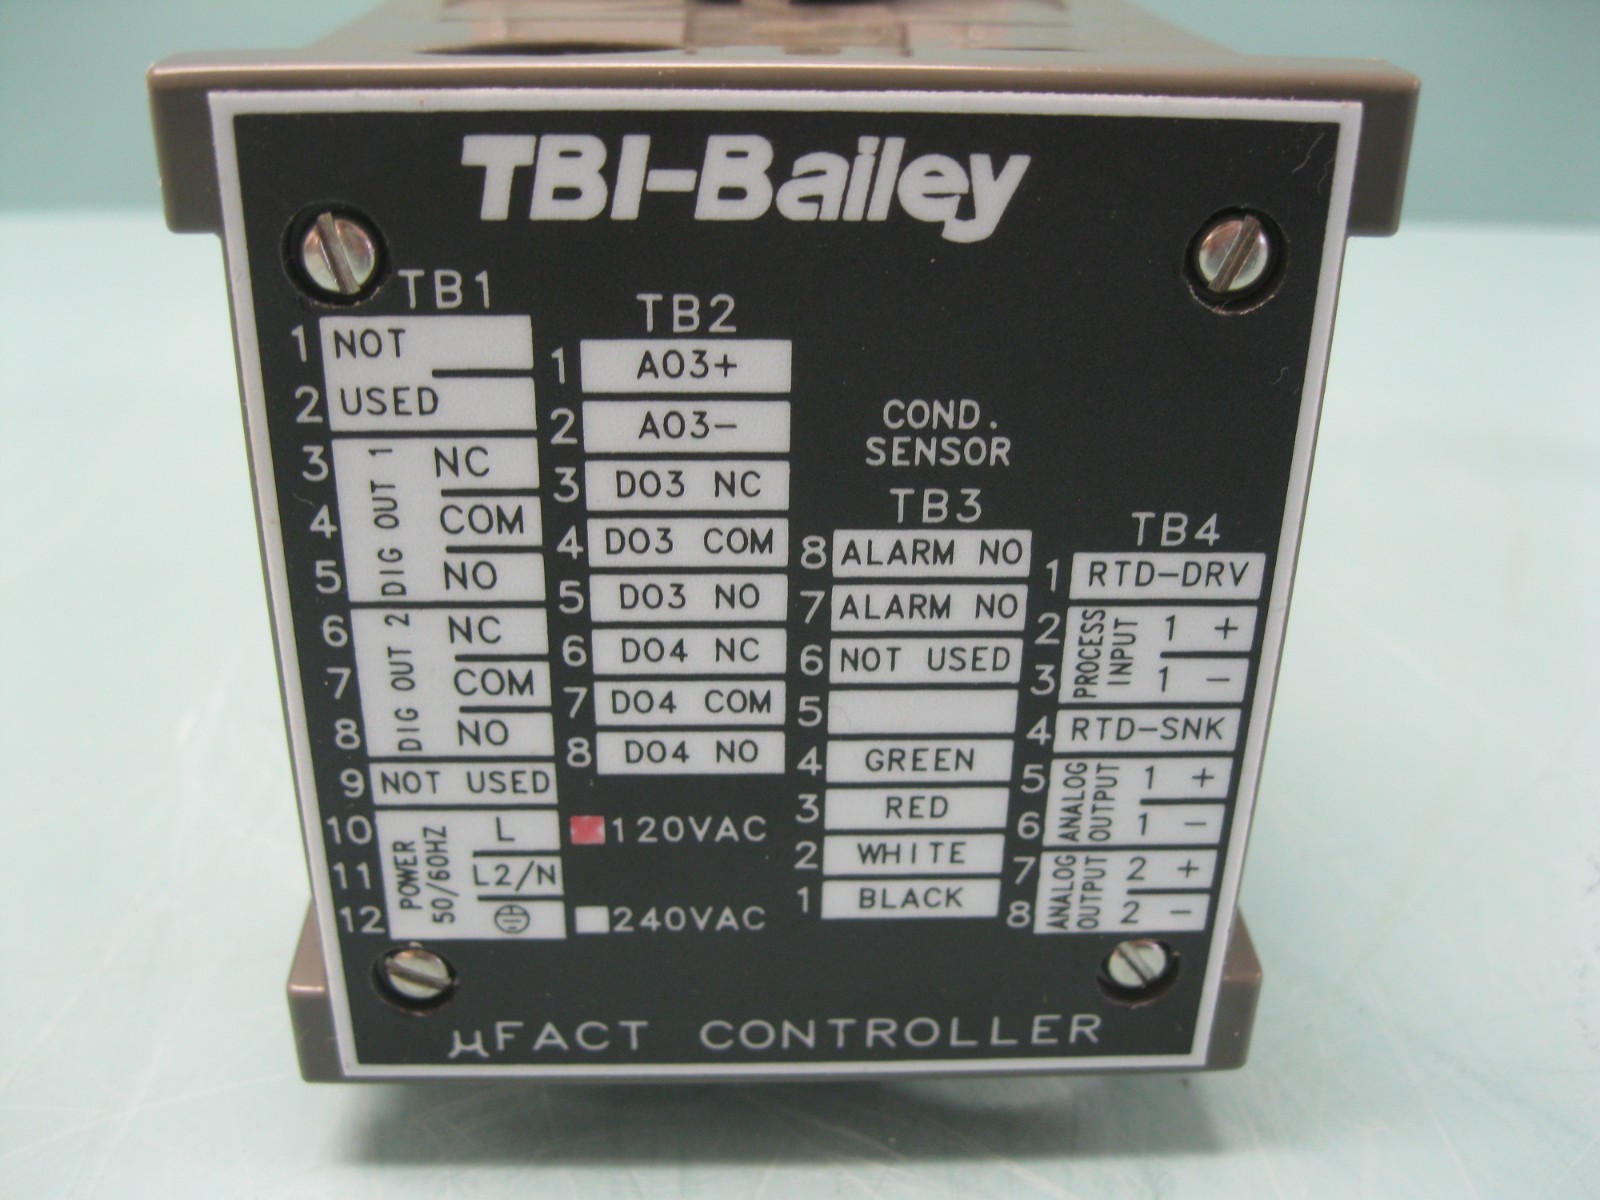 TBI-Bailey
TB1
1 NOT
2 USED
DIG OUT 1
3 NC
4 COM
5 NO
DIG OUT 2
6 NC
7 COM
8 NO
9 NOT USED
POWER
50/60HZ
10 L
11 L2/N
12
TB2
1 AO3+
2 AO3-
3 DO3 NC
4 DO3 COM
5 DO3 NO
6 DO4 NC
7 DO4 COM
8 DO4 NO
120VAC
240VAC
COND.
SENSOR
TB3
8 ALARM NO
7 ALARM NO
6 NOT USED
5
4 GREEN
3 RED
2 WHITE
1 BLACK
TB4
1 RTD-DRV
PROCESS
INPUT
2 1 +
3 1 -
4 RTD-SNK
ANALOG
OUTPUT
5 1 +
6 1 -
ANALOG
OUTPUT
7 2 +
8 2 -
µFACT CONTROLLER